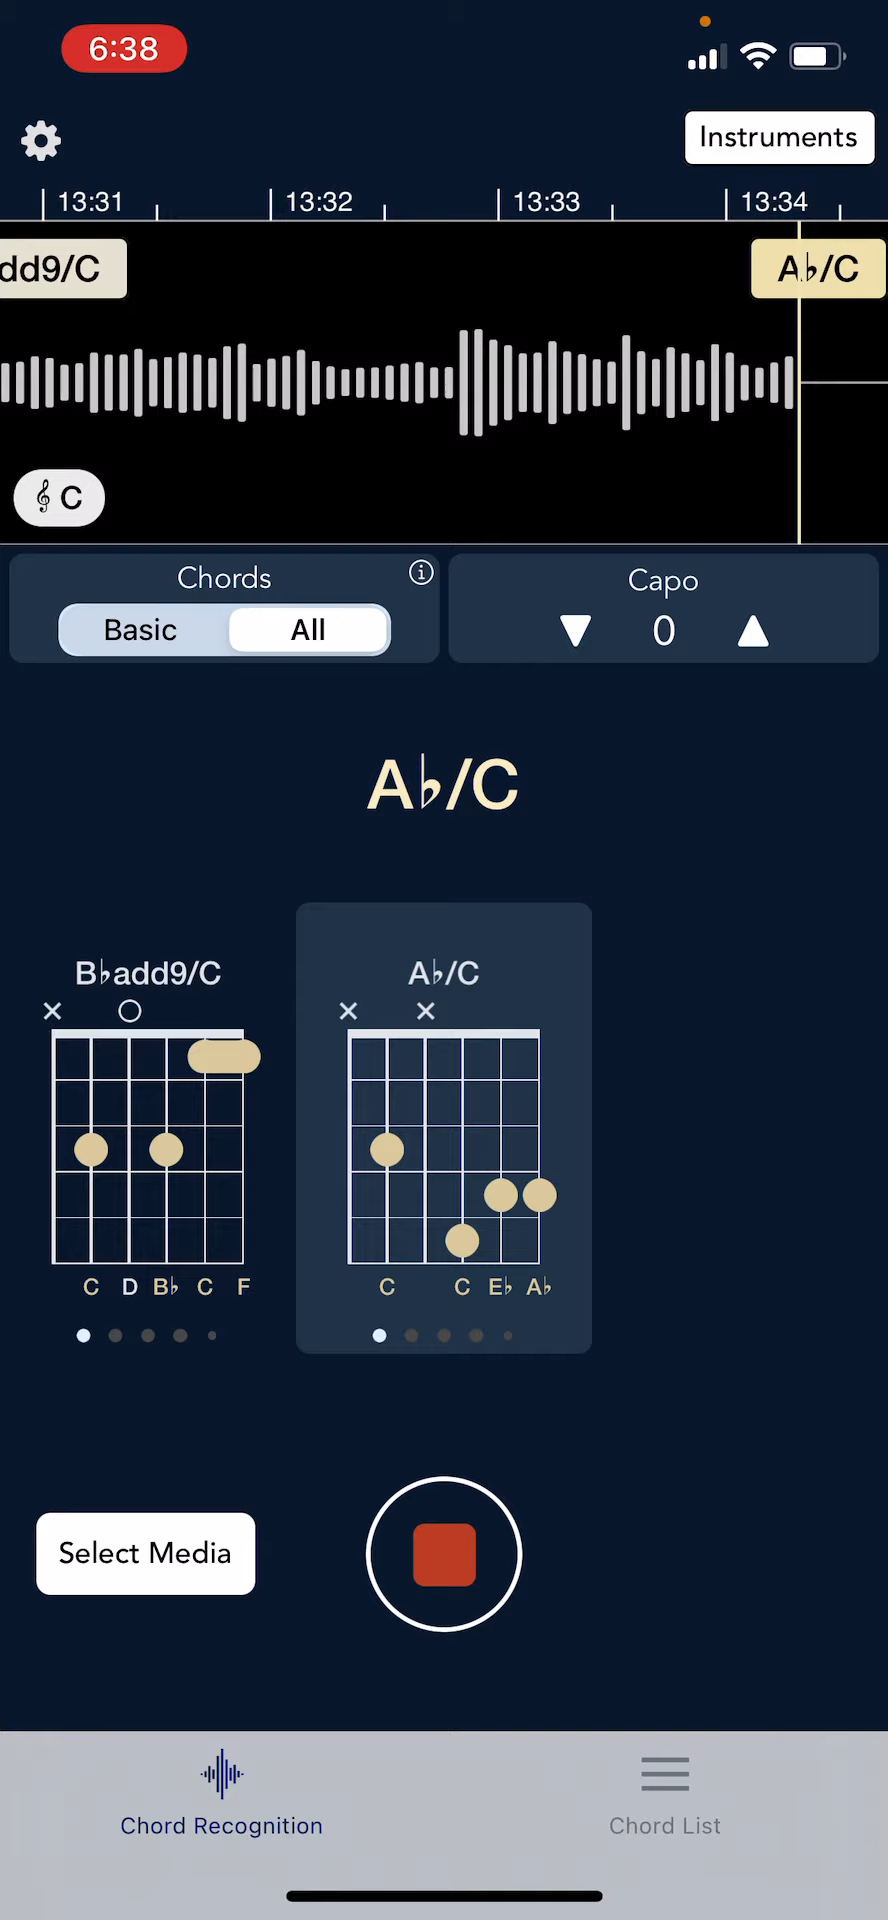 6:38
Instruments
13:31 13:32 13:33 13:34
dd9/C A♭/C
C
Chords
Basic All
Capo
0
A♭/C
B♭add9/C
C D B♭ C F
A♭/C
C C E♭ A♭
Select Media
Chord Recognition
Chord List